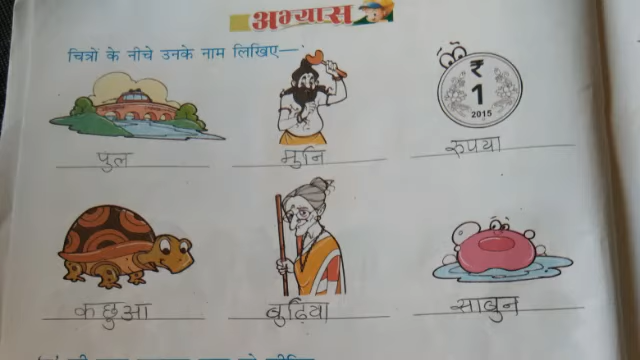 अभ्यास
चित्रों के नीचे उनके नाम लिखिए—
₹
1
2015
पुल मुनि रुपया
कछुआ बुढ़िवा साबुन